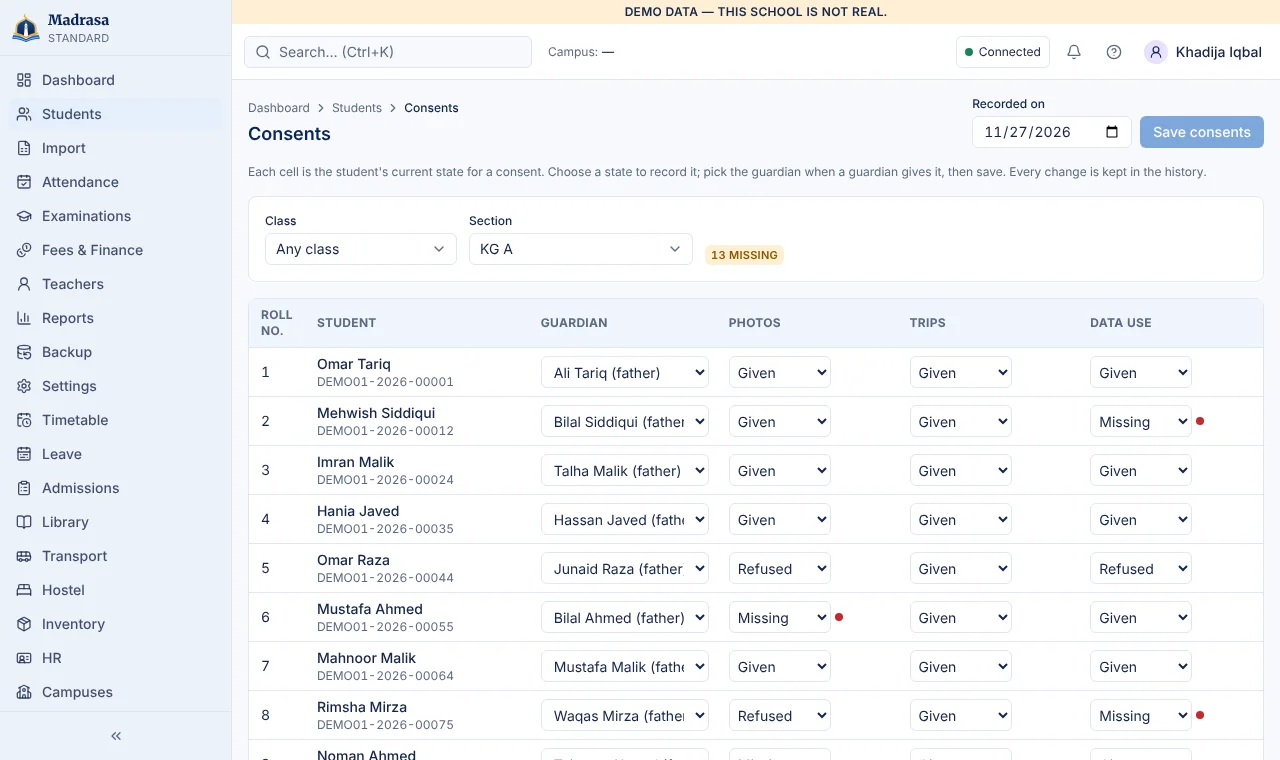 DEMO DATA — THIS SCHOOL IS NOT REAL.
Madrasa
STANDARD
Search... (Ctrl+K)
Campus: —
Connected
Khadija Iqbal
Dashboard
Students
Import
Attendance
Examinations
Fees & Finance
Teachers
Reports
Backup
Settings
Timetable
Leave
Admissions
Library
Transport
Hostel
Inventory
HR
Campuses
Dashboard > Students > Consents
Consents
Recorded on
11/27/2026
Save consents
Each cell is the student's current state for a consent. Choose a state to record it; pick the guardian when a guardian gives it, then save. Every change is kept in the history.
Class
Any class
Section
KG A
13 MISSING
ROLL NO. STUDENT GUARDIAN PHOTOS TRIPS DATA USE
1 Omar Tariq Ali Tariq (father) Given Given Given
DEMO01-2026-00001
2 Mehwish Siddiqui Bilal Siddiqui (father Given Given Missing
DEMO01-2026-00012
3 Imran Malik Talha Malik (father) Given Given Given
DEMO01-2026-00024
4 Hania Javed Hassan Javed (fath Given Given Given
DEMO01-2026-00035
5 Omar Raza Junaid Raza (father Refused Given Refused
DEMO01-2026-00044
6 Mustafa Ahmed Bilal Ahmed (father) Missing Given Given
DEMO01-2026-00055
7 Mahnoor Malik Mustafa Malik (fath Given Given Given
DEMO01-2026-00064
8 Rimsha Mirza Waqas Mirza (father Refused Given Missing
DEMO01-2026-00075
Noman Ahmed